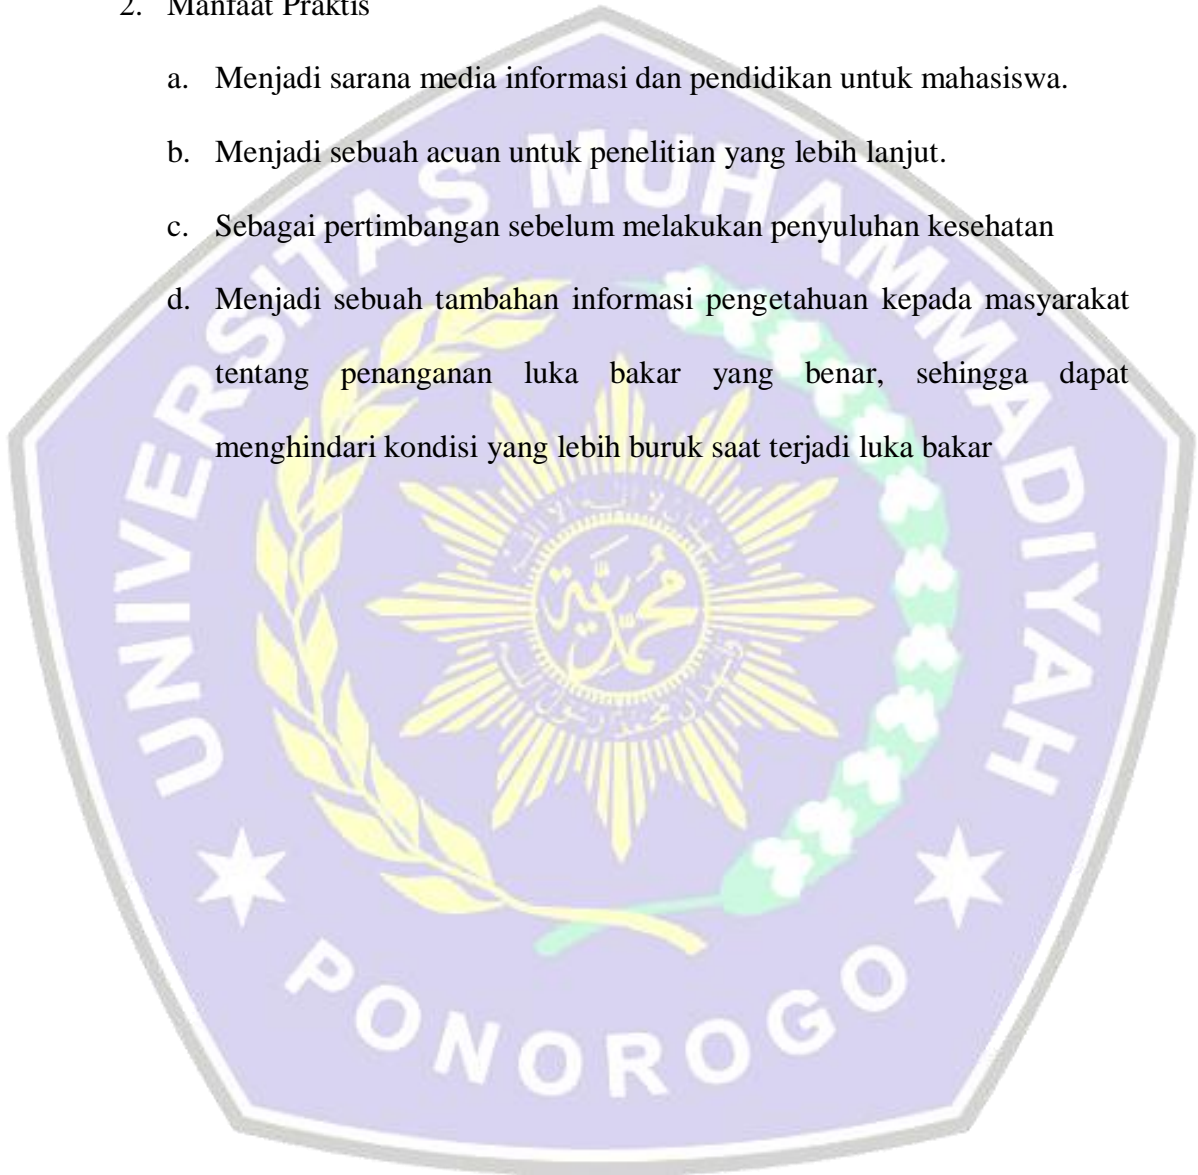 2. Manfaat Praktis
a. Menjadi sarana media informasi dan pendidikan untuk mahasiswa.
b. Menjadi sebuah acuan untuk penelitian yang lebih lanjut.
c. Sebagai pertimbangan sebelum melakukan penyuluhan kesehatan
d. Menjadi sebuah tambahan informasi pengetahuan kepada masyarakat
tentang penanganan luka bakar yang benar, sehingga dapat
menghindari kondisi yang lebih buruk saat terjadi luka bakar
UNIVERSITAS MUHAMMADIYAH
PONOROGO
محمدية